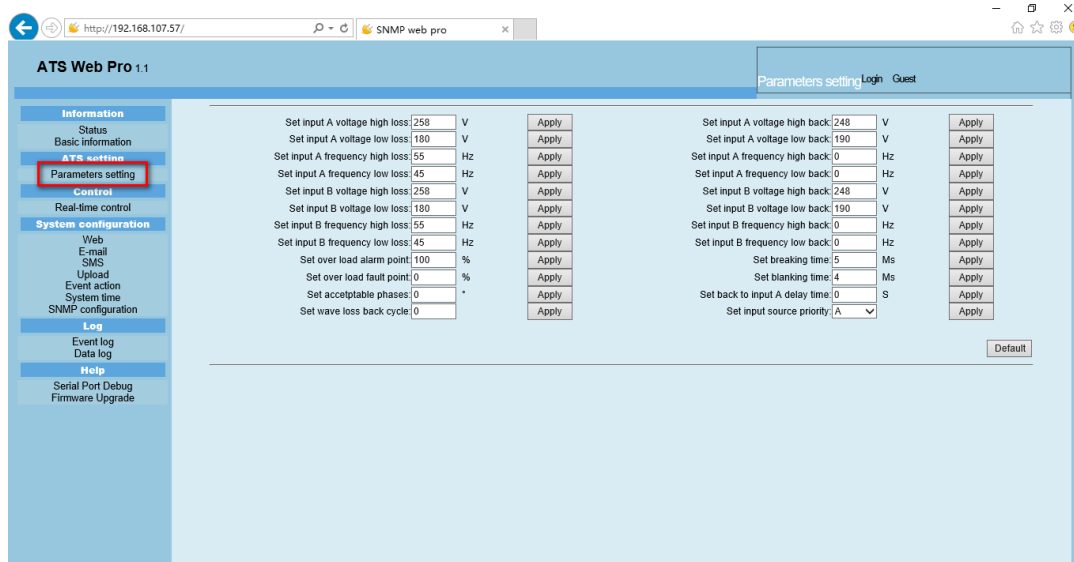 http://192.168.107.57/
SNMP web pro
ATS Web Pro 1.1
Parameters setting Login Guest
Information
Status
Basic information
ATS setting
Parameters setting
Control
Real-time control
System configuration
Web
E-mail
SMS
Upload
Event action
System time
SNMP configuration
Log
Event log
Data log
Help
Serial Port Debug
Firmware Upgrade
Set input A voltage high loss: 258 V Apply Set input A voltage high back: 248 V Apply
Set input A voltage low loss: 180 V Apply Set input A voltage low back: 190 V Apply
Set input A frequency high loss: 55 Hz Apply Set input A frequency high back: 0 Hz Apply
Set input A frequency low loss: 45 Hz Apply Set input A frequency low back: 0 Hz Apply
Set input B voltage high loss: 258 V Apply Set input B voltage high back: 248 V Apply
Set input B voltage low loss: 180 V Apply Set input B voltage low back: 190 V Apply
Set input B frequency high loss: 55 Hz Apply Set input B frequency high back: 0 Hz Apply
Set input B frequency low loss: 45 Hz Apply Set input B frequency low back: 0 Hz Apply
Set over load alarm point: 100 % Apply Set breaking time: 5 Ms Apply
Set over load fault point: 0 % Apply Set blanking time: 4 Ms Apply
Set accetptable phases: 0 ° Apply Set back to input A delay time: 0 S Apply
Set wave loss back cycle: 0 Apply Set input source priority: A Apply
Default